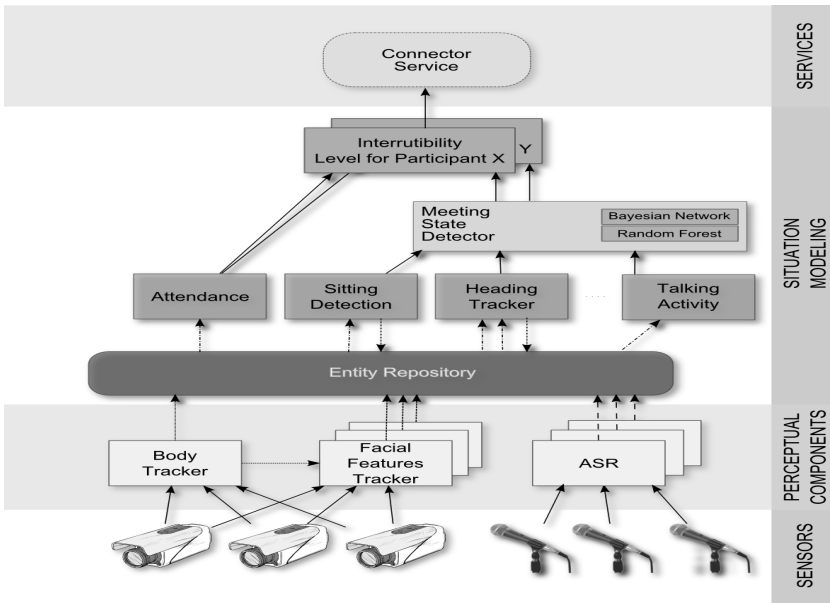 Connector
Service
SERVICES
Interrutibility
Level for Participant X
Y
Meeting
State
Detector
Bayesian Network
Random Forest
SITUATION
MODELING
Attendance
Sitting
Detection
Heading
Tracker
. . . .
Talking
Activity
Entity Repository
Body
Tracker
Facial
Features
Tracker
ASR
PERCEPTUAL
COMPONENTS
SENSORS